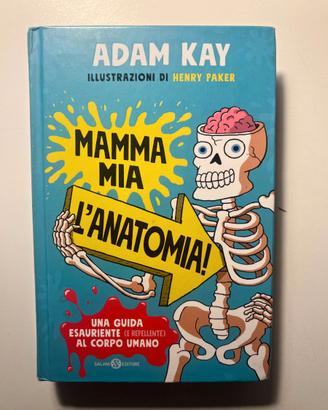 ADAM KAY
ILLUSTRAZIONI DI HENRY PAKER
MAMMA
MIA
L'ANATOMIA!
UNA GUIDA
ESAURIENTE (E REPELLENTE)
AL CORPO UMANO
SALANI EDITORE